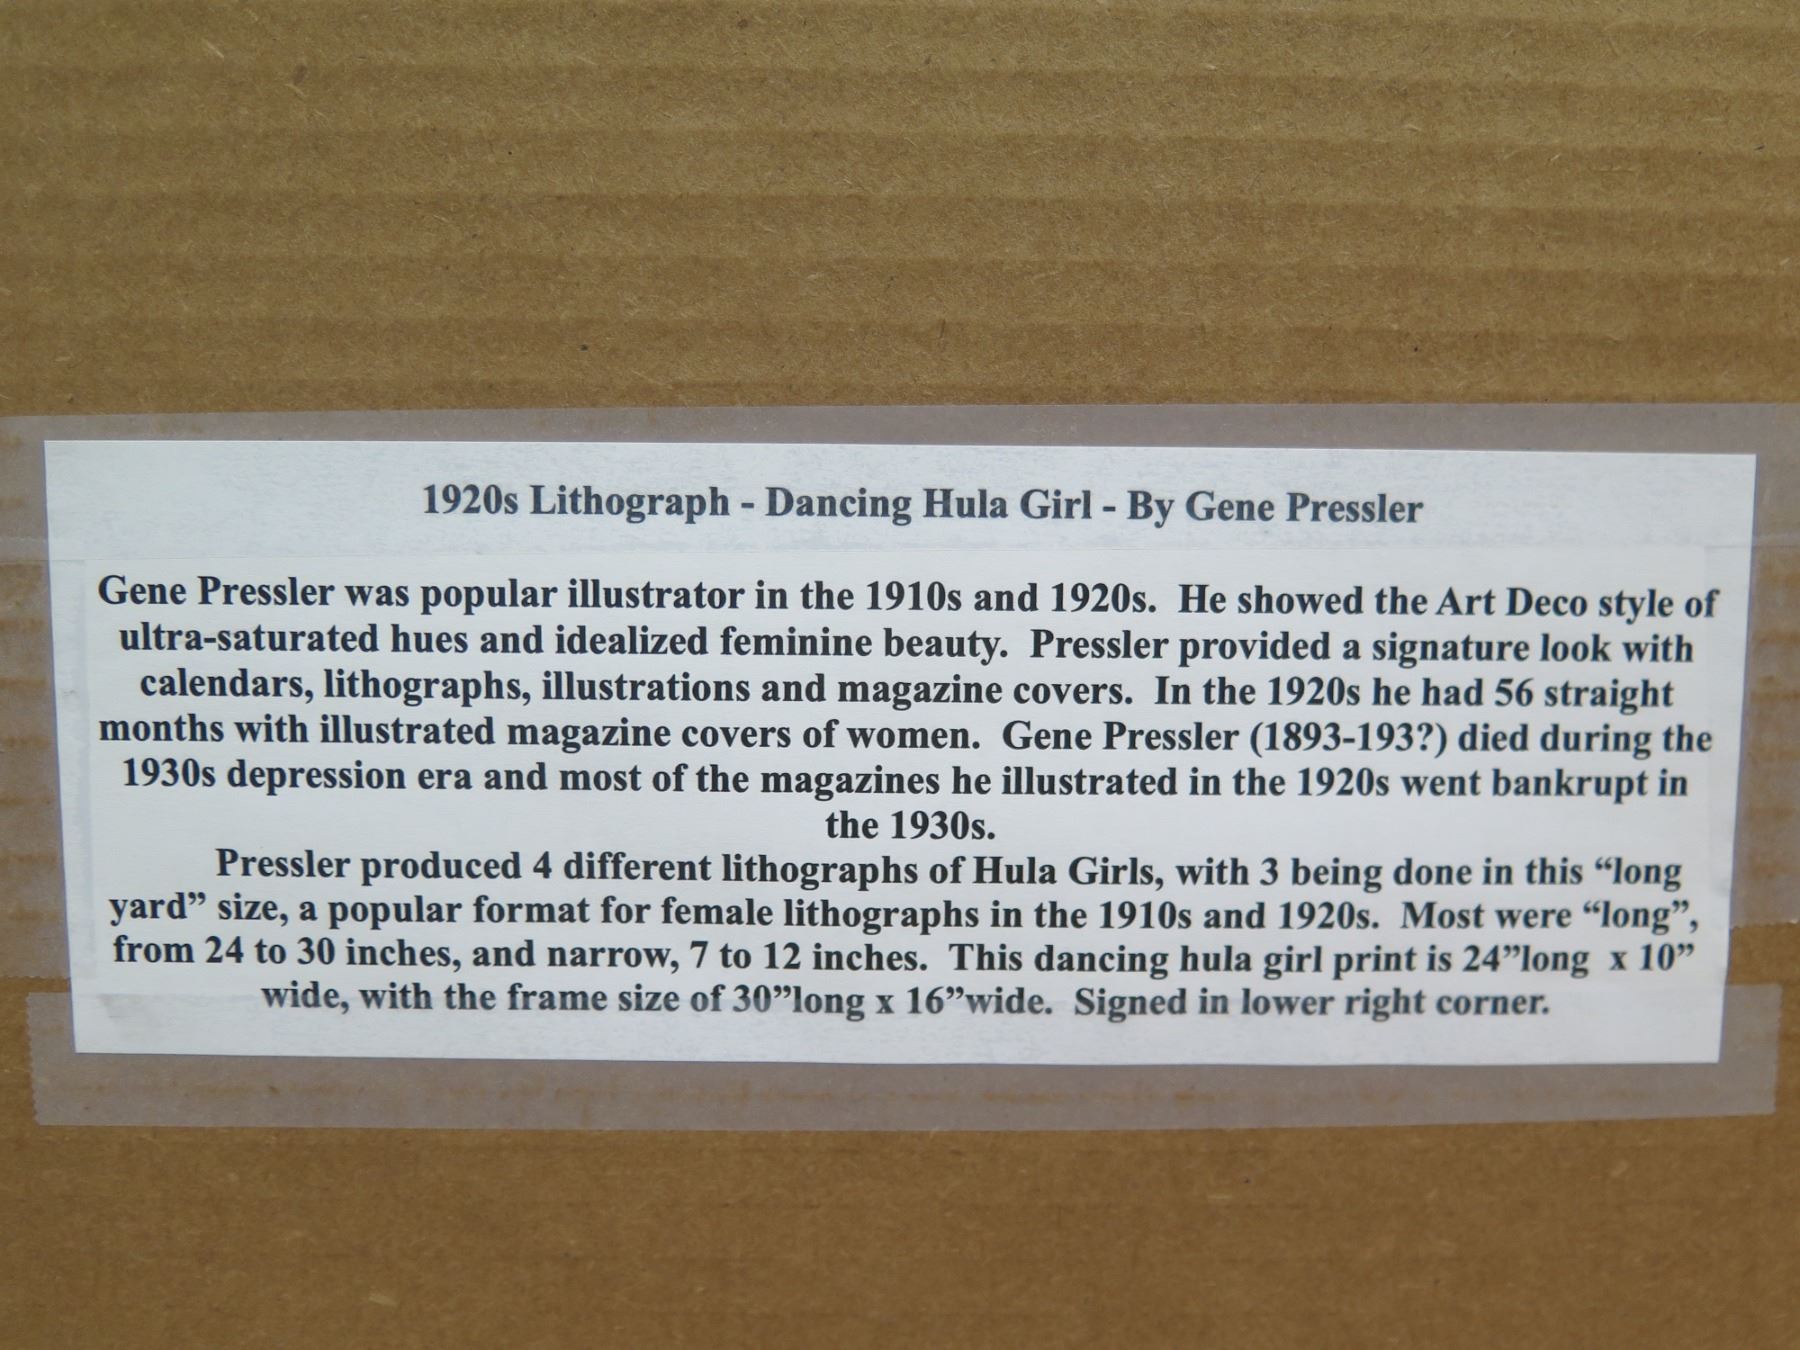 1920s Lithograph - Dancing Hula Girl - By Gene Pressler
Gene Pressler was popular illustrator in the 1910s and 1920s.  He showed the Art Deco style of
ultra-saturated hues and idealized feminine beauty.  Pressler provided a signature look with
calendars, lithographs, illustrations and magazine covers.  In the 1920s he had 56 straight
months with illustrated magazine covers of women.  Gene Pressler (1893-193?) died during the
1930s depression era and most of the magazines he illustrated in the 1920s went bankrupt in
the 1930s.
Pressler produced 4 different lithographs of Hula Girls, with 3 being done in this “long
yard” size, a popular format for female lithographs in the 1910s and 1920s.  Most were “long”,
from 24 to 30 inches, and narrow, 7 to 12 inches.  This dancing hula girl print is 24”long  x 10”
wide, with the frame size of 30”long x 16”wide.  Signed in lower right corner.